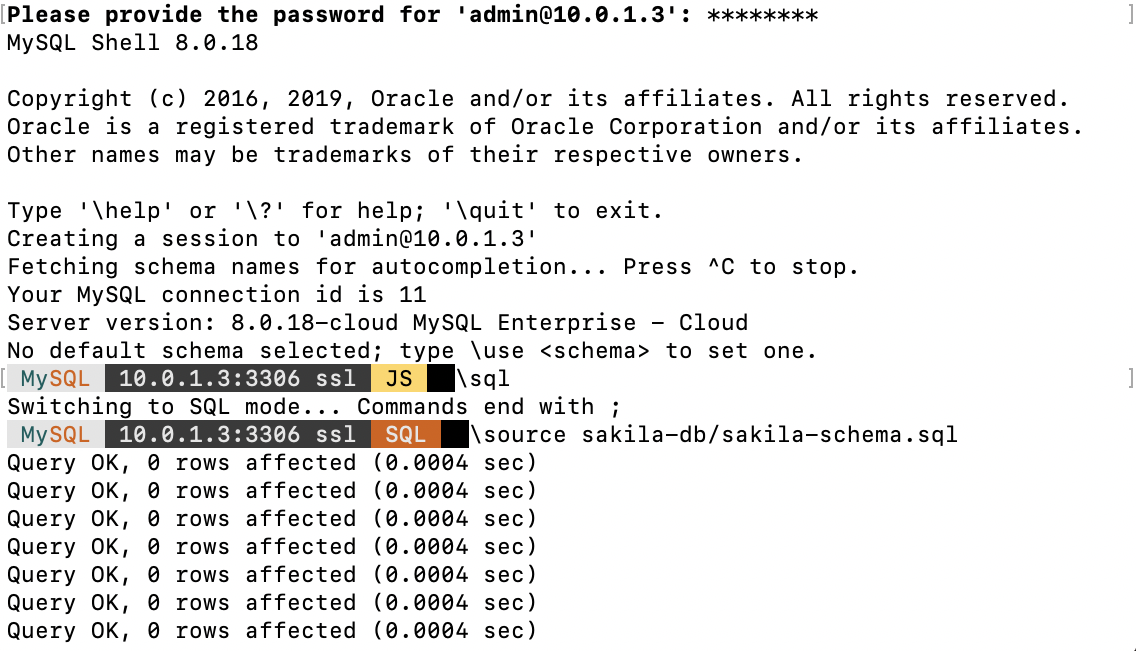 [Please provide the password for 'admin@10.0.1.3': ******** ]
MySQL Shell 8.0.18
Copyright (c) 2016, 2019, Oracle and/or its affiliates. All rights reserved.
Oracle is a registered trademark of Oracle Corporation and/or its affiliates.
Other names may be trademarks of their respective owners.
Type '\help' or '\?' for help; '\quit' to exit.
Creating a session to 'admin@10.0.1.3'
Fetching schema names for autocompletion... Press ^C to stop.
Your MySQL connection id is 11
Server version: 8.0.18-cloud MySQL Enterprise - Cloud
No default schema selected; type \use <schema> to set one.
[ MySQL 10.0.1.3:3306 ssl JS \sql ]
Switching to SQL mode... Commands end with ;
MySQL 10.0.1.3:3306 ssl SQL \source sakila-db/sakila-schema.sql
Query OK, 0 rows affected (0.0004 sec)
Query OK, 0 rows affected (0.0004 sec)
Query OK, 0 rows affected (0.0004 sec)
Query OK, 0 rows affected (0.0004 sec)
Query OK, 0 rows affected (0.0004 sec)
Query OK, 0 rows affected (0.0004 sec)
Query OK, 0 rows affected (0.0004 sec)